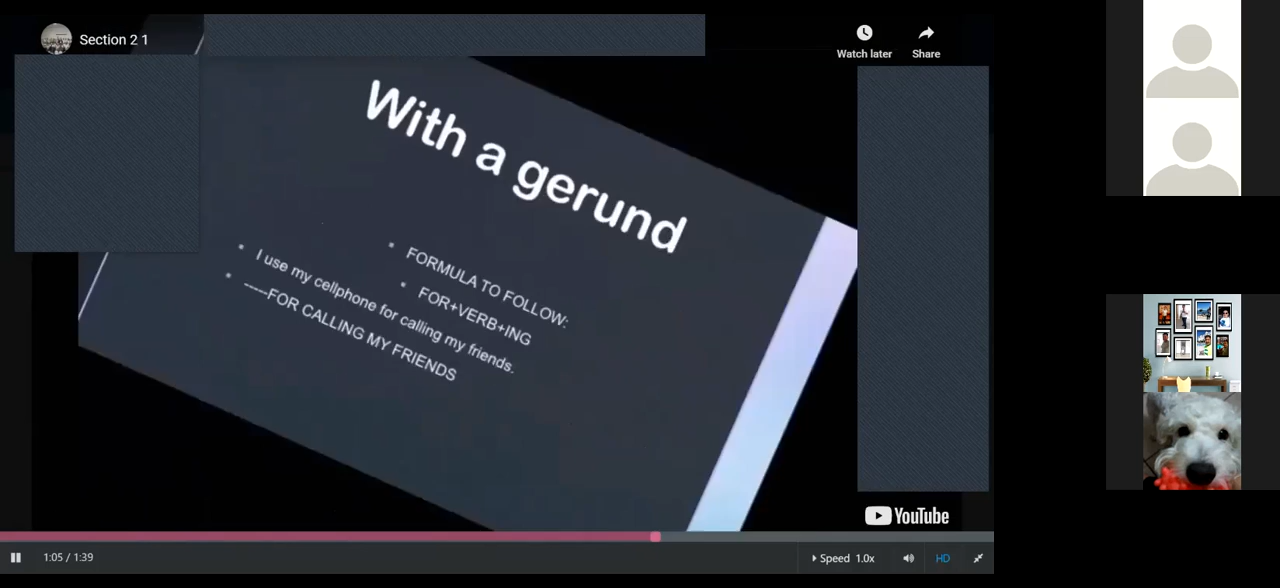 Section 2 1
Watch later
Share
With a gerund
FORMULA TO FOLLOW:
FOR+VERB+ING
I use my cellphone for calling my friends.
-----FOR CALLING MY FRIENDS
YouTube
1:05 / 1:39
Speed 1.0x
HD